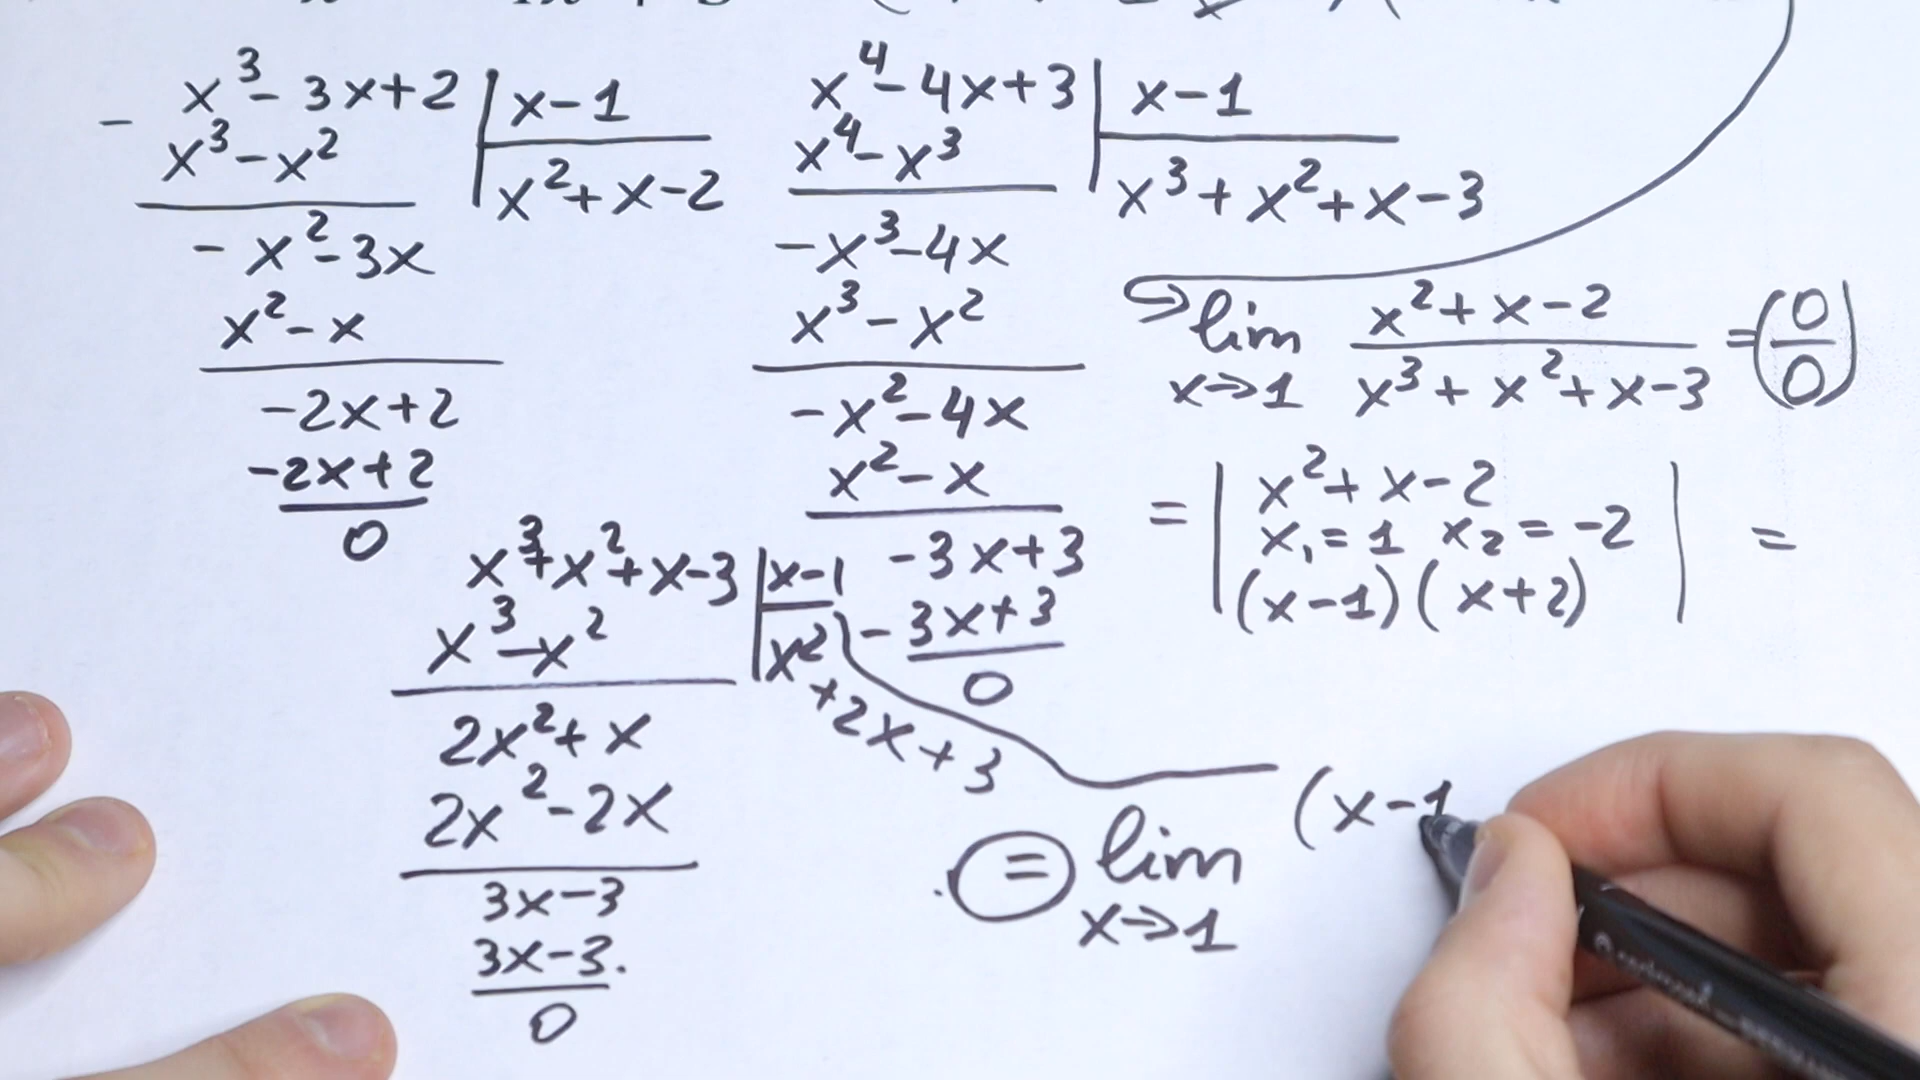 x³ - 3x + 2 | x - 1
- x³ - x² | x² + x - 2
- x² - 3x
x² - x
-2x + 2
-2x + 2
0
x⁴ - 4x + 3 | x - 1
x⁴ - x³ | x³ + x² + x - 3
- x³ - 4x
x³ - x²
- x² - 4x
x² - x
-3x + 3
-3x + 3
0
lim x→1 (x² + x - 2)/(x³ + x² + x - 3) = (0/0)
= | x² + x - 2
x₁ = 1 x₂ = -2
(x - 1)(x + 2) | =
x³ + x² + x - 3 | x - 1
x³ - x² | x² + 2x + 3
2x² + x
2x² - 2x
3x - 3
3x - 3.
0
= lim x→1 (x - 1